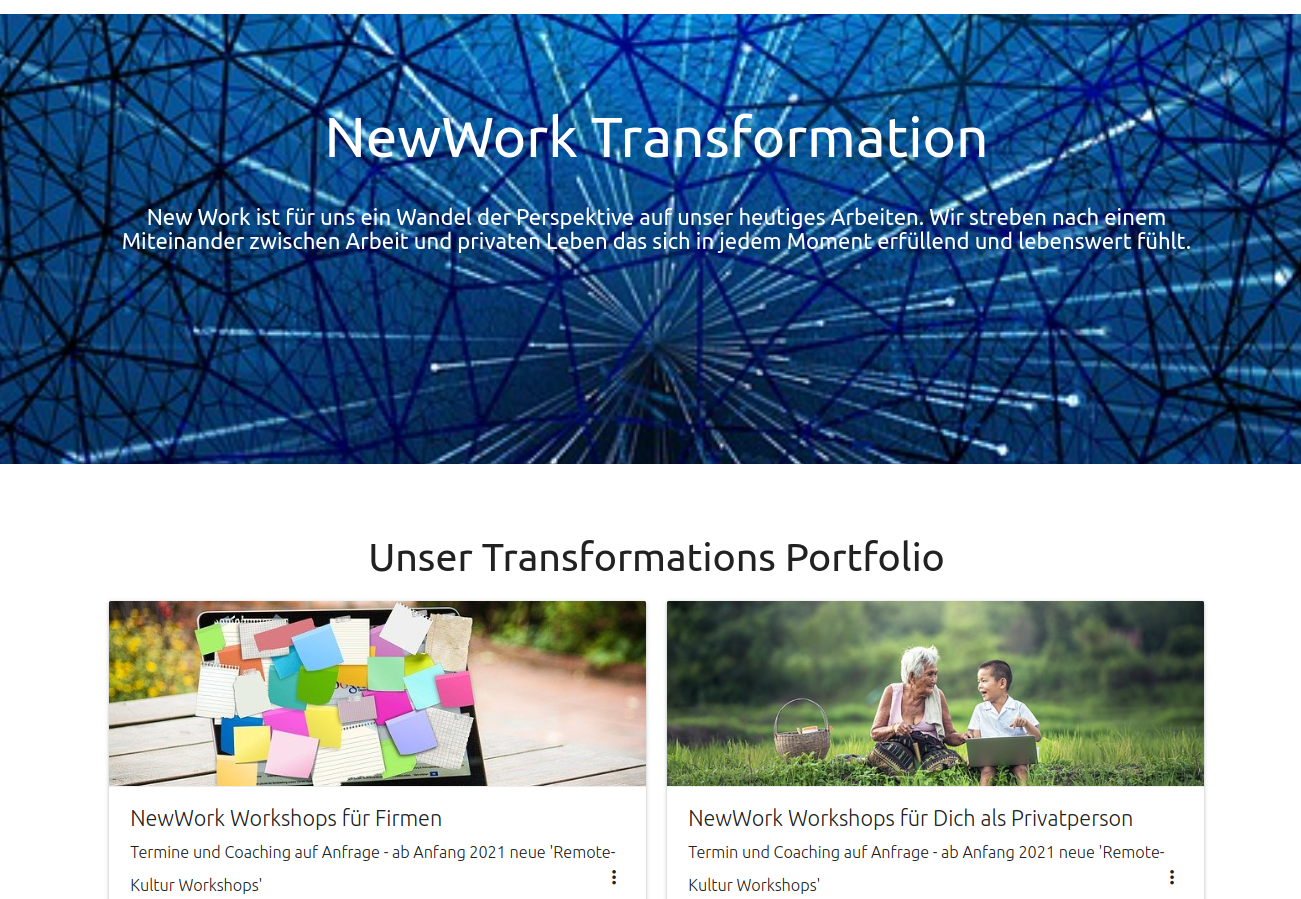 NewWork Transformation
New Work ist für uns ein Wandel der Perspektive auf unser heutiges Arbeiten. Wir streben nach einem
Miteinander zwischen Arbeit und privaten Leben das sich in jedem Moment erfüllend und lebenswert fühlt.
Unser Transformations Portfolio
NewWork Workshops für Firmen
Termine und Coaching auf Anfrage - ab Anfang 2021 neue 'Remote-
Kultur Workshops'
NewWork Workshops für Dich als Privatperson
Termin und Coaching auf Anfrage - ab Anfang 2021 neue 'Remote-
Kultur Workshops'